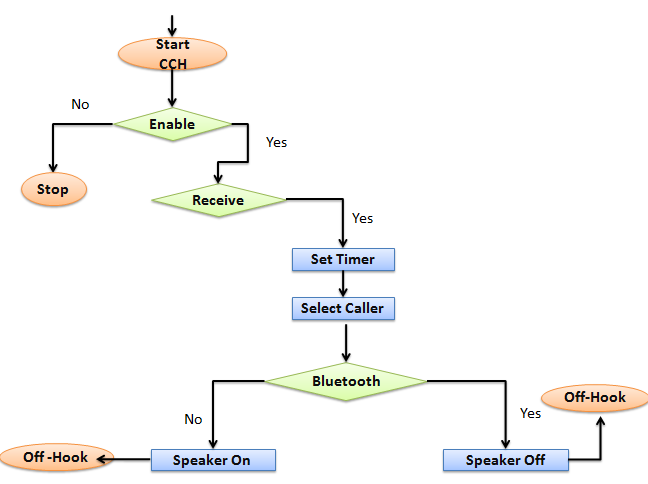 Start
CCH
No
Enable
Yes
Stop
Receive
Yes
Set Timer
Select Caller
Bluetooth
Off-Hook
No
Yes
Off -Hook
Speaker On
Speaker Off